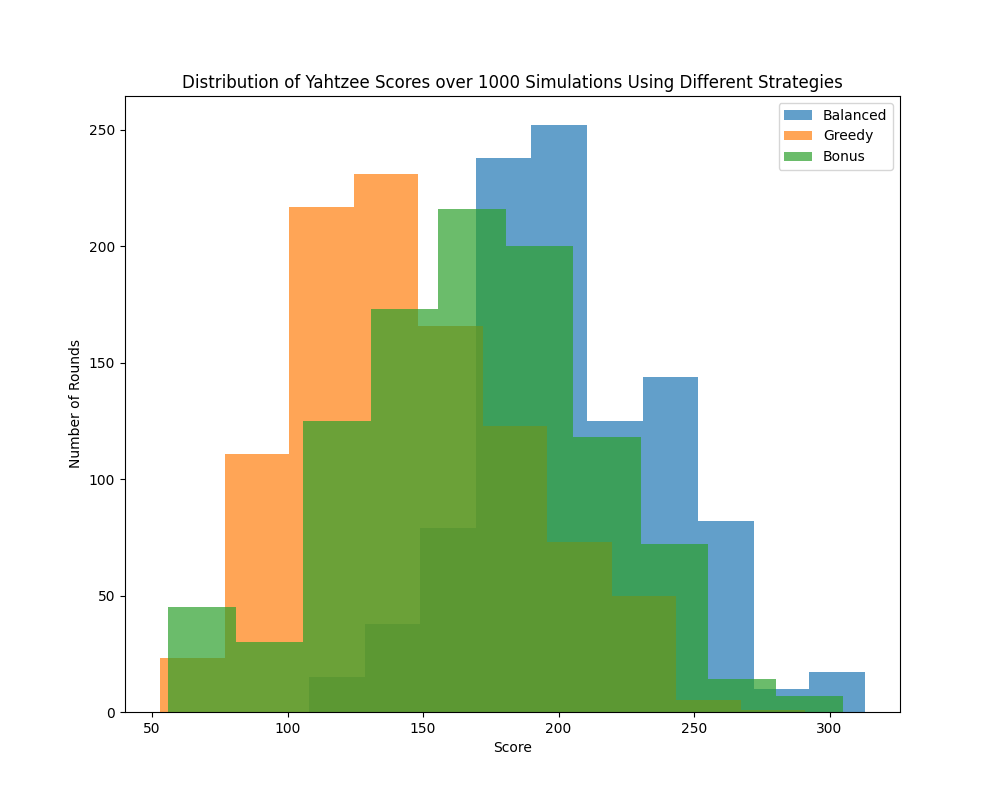 Distribution of Yahtzee Scores over 1000 Simulations Using Different Strategies
Balanced
Greedy
Bonus
250
200
150
100
50
0
Number of Rounds
50 100 150 200 250 300
Score